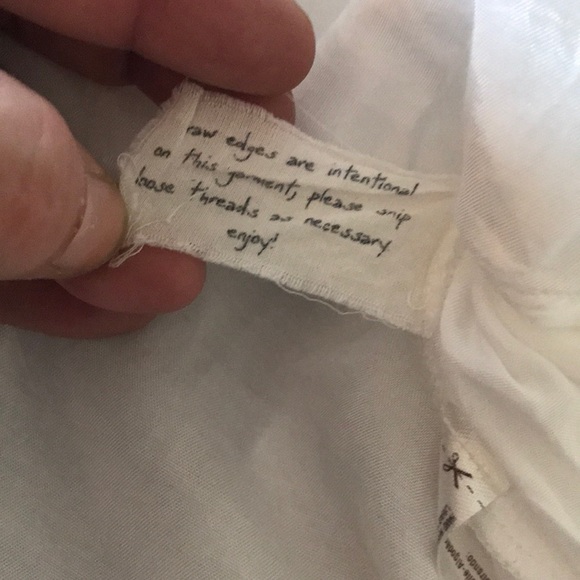 raw edges are intentional
on this garment, please snip
loose threads as necessary.
enjoy!